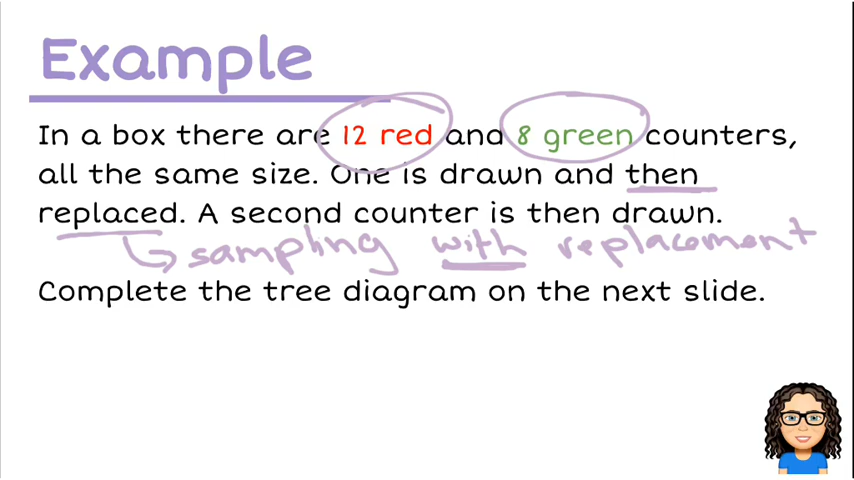 Example
In a box there are 12 red and 8 green counters,
all the same size. One is drawn and then
replaced. A second counter is then drawn.
sampling with replacement
Complete the tree diagram on the next slide.